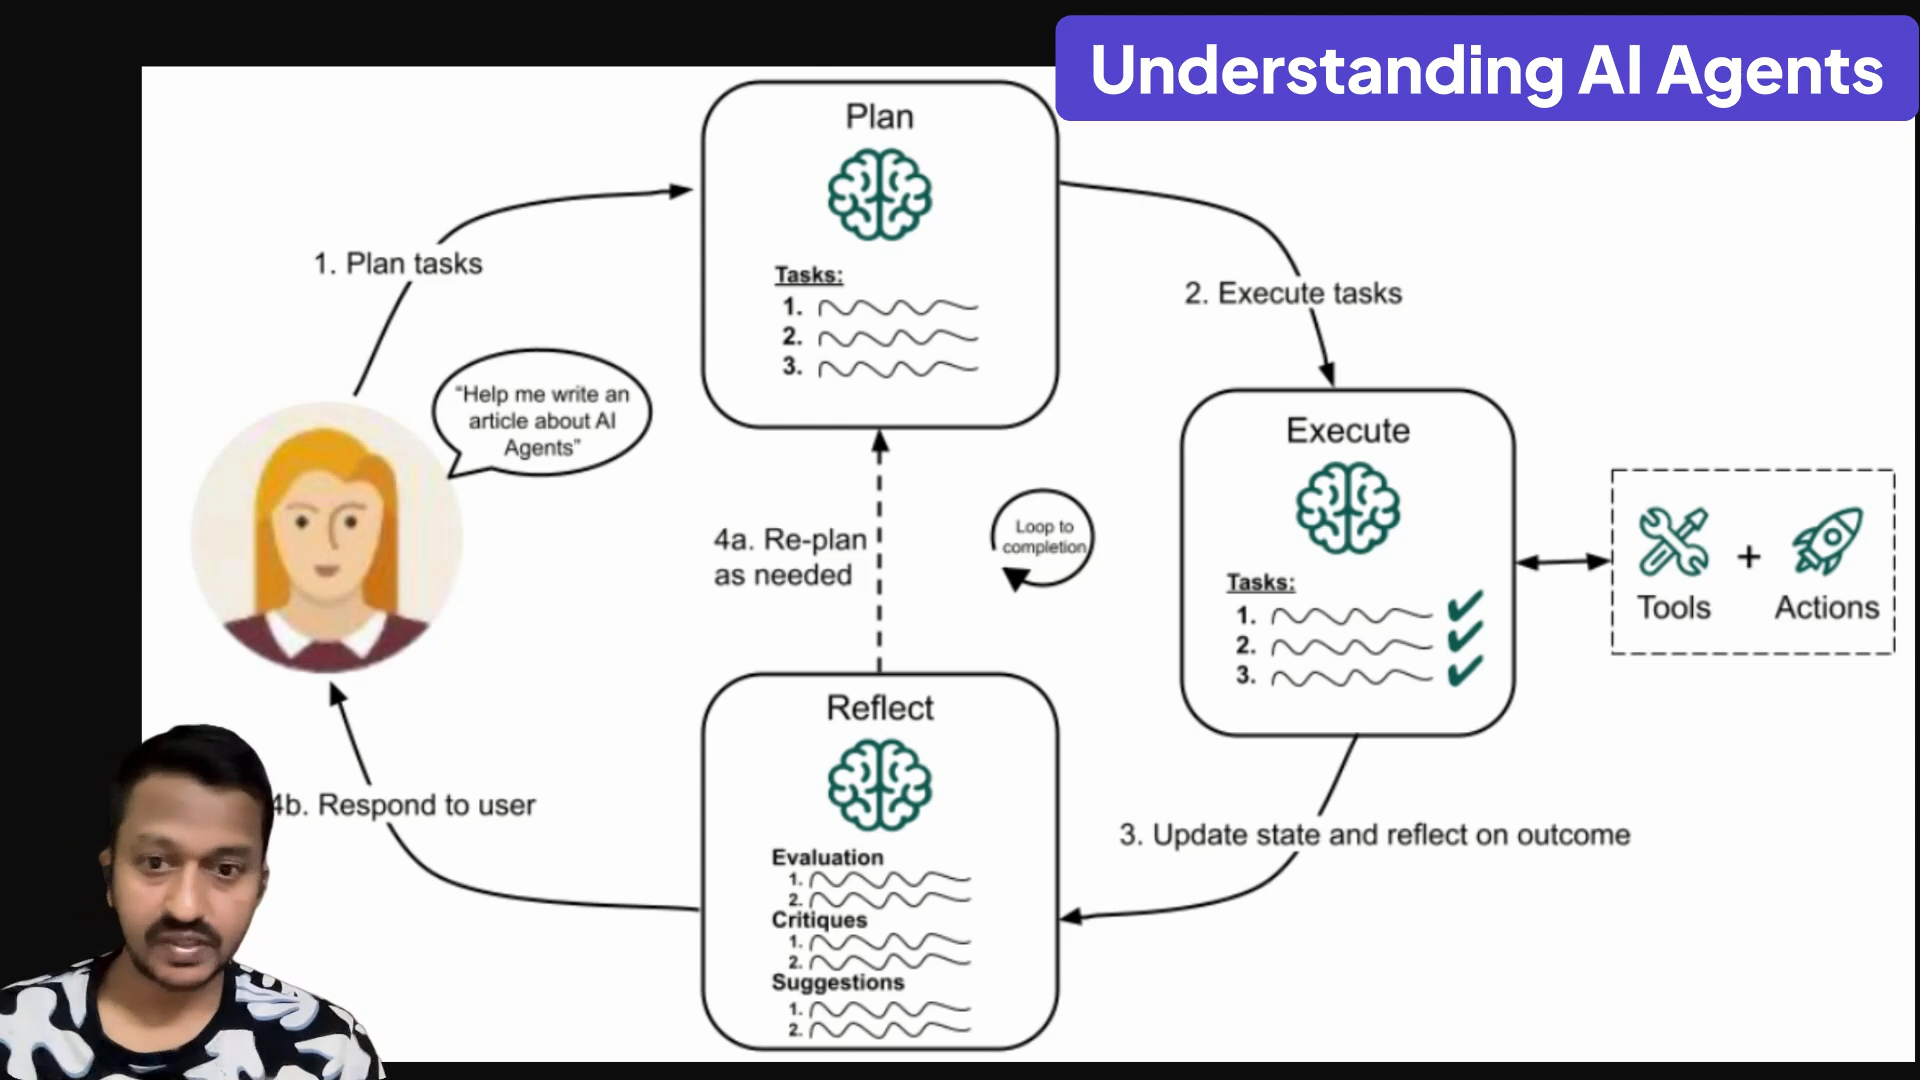 Understanding AI Agents
Plan
Tasks:
1.
2.
3.
1. Plan tasks
2. Execute tasks
“Help me write an
article about AI
Agents”
Execute
Tasks:
1.
2.
3.
Tools
+
Actions
4a. Re-plan
as needed
Loop to
completion
Reflect
Evaluation
1.
2.
Critiques
1.
2.
Suggestions
1.
2.
3. Update state and reflect on outcome
4b. Respond to user